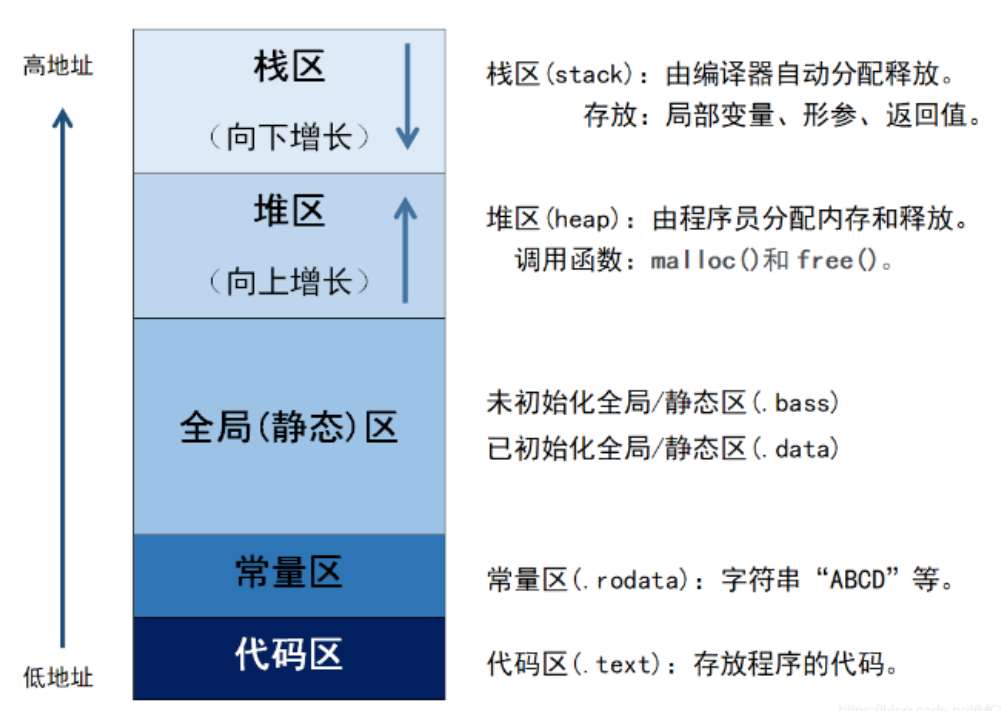 高地址
栈区
(向下增长)
栈区(stack): 由编译器自动分配释放。
存放: 局部变量、形参、返回值。
堆区
(向上增长)
堆区(heap): 由程序员分配内存和释放。
调用函数: malloc()和 free()。
全局(静态)区
未初始化全局/静态区(.bass)
已初始化全局/静态区(.data)
常量区
常量区(.rodata): 字符串“ABCD”等。
代码区
代码区(.text): 存放程序的代码。
低地址